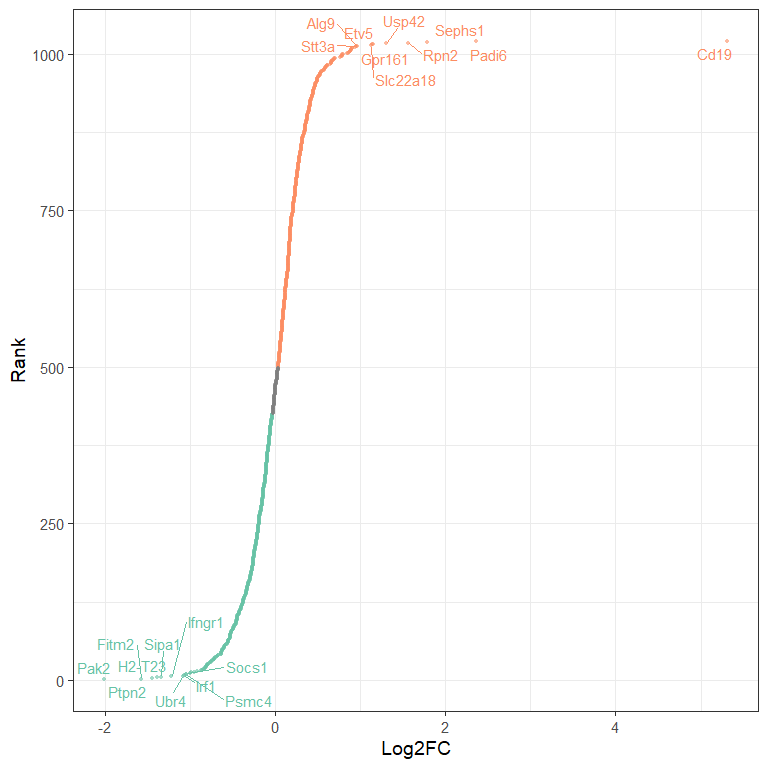 Alg9
Usp42
Etv5
Sephs1
Stt3a
1000
Gpr161
Rpn2
Padi6
Cd19
Slc22a18
750
Rank
500
250
Ifngr1
Fitm2
Sipa1
Pak2
H2-T23
Socs1
0
Irf1
Ptpn2
Ubr4
Psmc4
-2
0
2
4
Log2FC